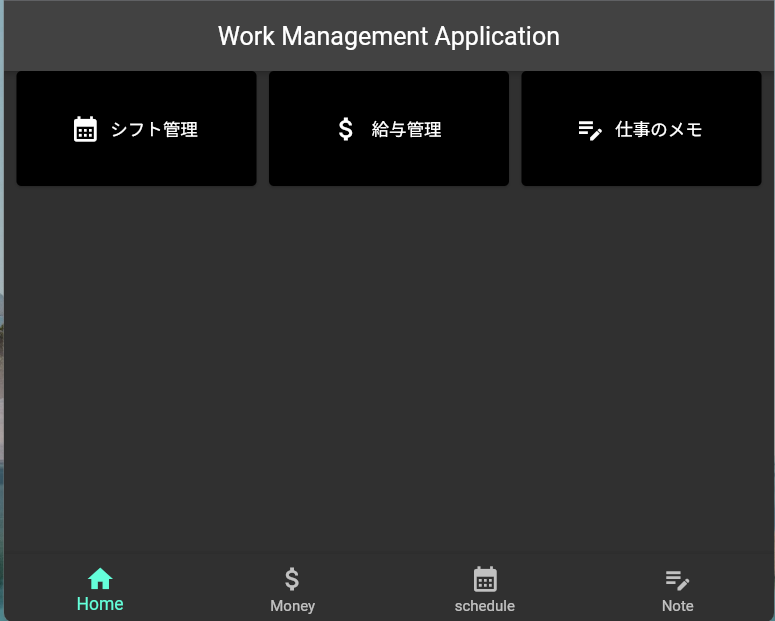 Work Management Application
シフト管理
給与管理
仕事のメモ
Home
Money
schedule
Note